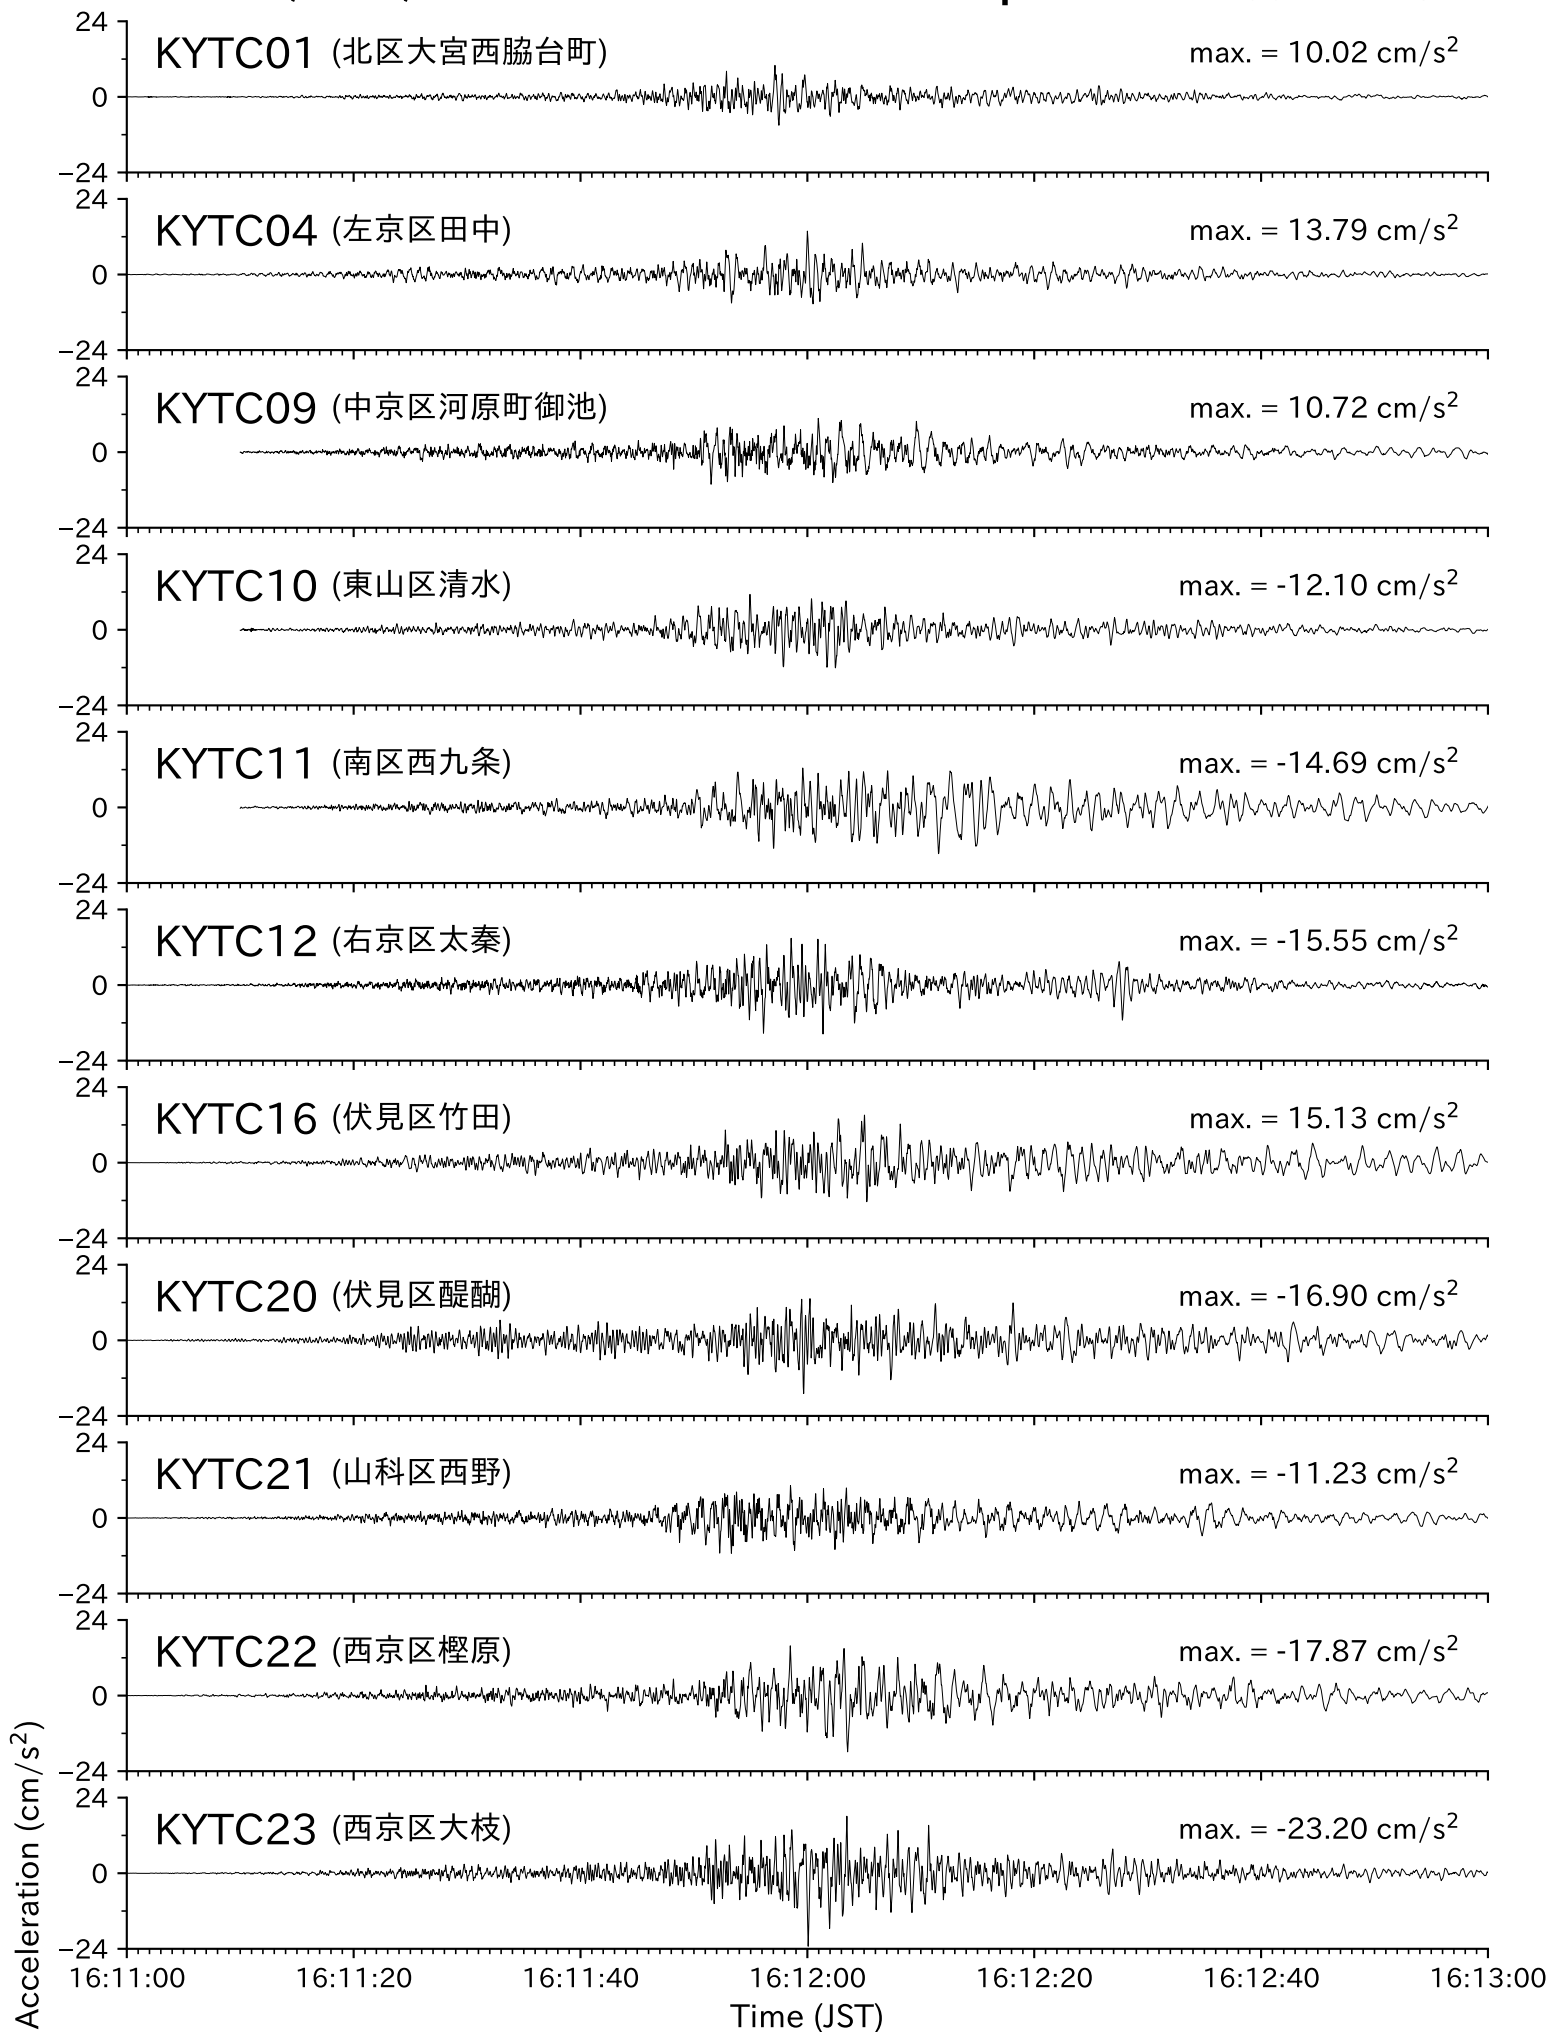 24
KYTC01 (北区大宮西脇台町) max. = 10.02 cm/s²
0
−24
24
KYTC04 (左京区田中) max. = 13.79 cm/s²
0
−24
24
KYTC09 (中京区河原町御池) max. = 10.72 cm/s²
0
−24
24
KYTC10 (東山区清水) max. = -12.10 cm/s²
0
−24
24
KYTC11 (南区西九条) max. = -14.69 cm/s²
0
−24
24
KYTC12 (右京区太秦) max. = -15.55 cm/s²
0
−24
24
KYTC16 (伏見区竹田) max. = 15.13 cm/s²
0
−24
24
KYTC20 (伏見区醍醐) max. = -16.90 cm/s²
0
−24
24
KYTC21 (山科区西野) max. = -11.23 cm/s²
0
−24
24
KYTC22 (西京区樫原) max. = -17.87 cm/s²
0
−24
24
KYTC23 (西京区大枝) max. = -23.20 cm/s²
0
−24
Acceleration (cm/s²)
16:11:00 16:11:20 16:11:40 16:12:00 16:12:20 16:12:40 16:13:00
Time (JST)